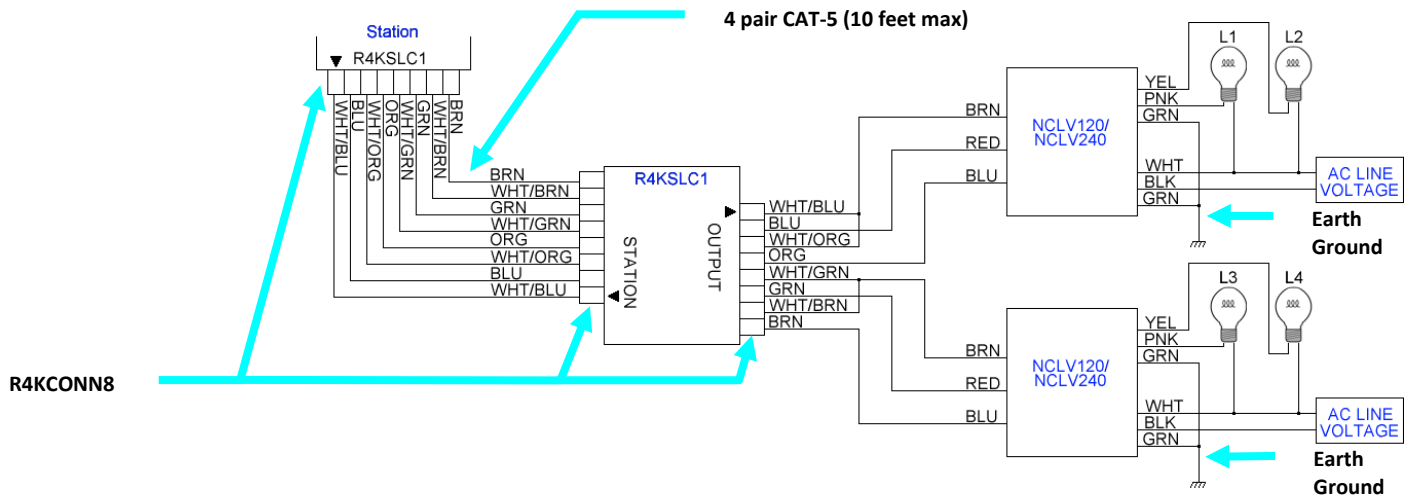 4 pair CAT-5 (10 feet max)
Station
R4KSLC1
WHT/BLU
BLU
WHT/ORG
ORG
WHT/GRN
GRN
WHT/BRN
BRN
BRN
WHT/BRN
GRN
WHT/GRN
ORG
WHT/ORG
BLU
WHT/BLU
R4KSLC1
STATION
OUTPUT
WHT/BLU
BLU
WHT/ORG
ORG
WHT/GRN
GRN
WHT/BRN
BRN
BRN
RED
BLU
NCLV120/
NCLV240
YEL
PNK
GRN
WHT
BLK
GRN
L1
L2
AC LINE
VOLTAGE
Earth
Ground
BRN
RED
BLU
NCLV120/
NCLV240
YEL
PNK
GRN
WHT
BLK
GRN
L3
L4
AC LINE
VOLTAGE
Earth
Ground
R4KCONN8